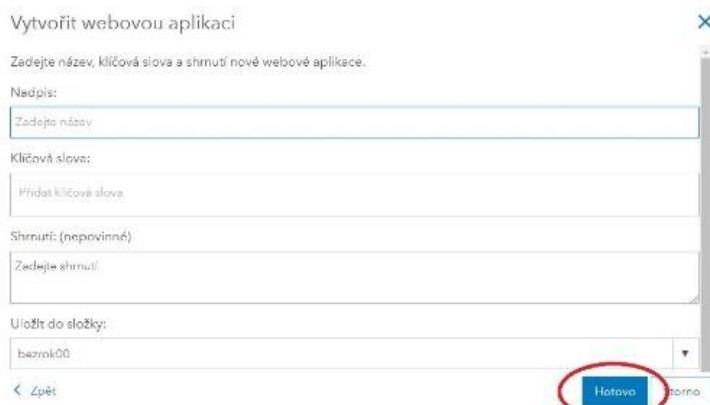 Vytvořit webovou aplikaci
Zadejte název, klíčová slova a shrnutí nové webové aplikace.
Nadpis:
Zadejte název
Klíčová slova:
Přidat klíčová slova
Shrnutí: (nepovinné)
Zadejte shrnutí
Uložit do složky:
bezrok00
Zpět Hotovo Storno